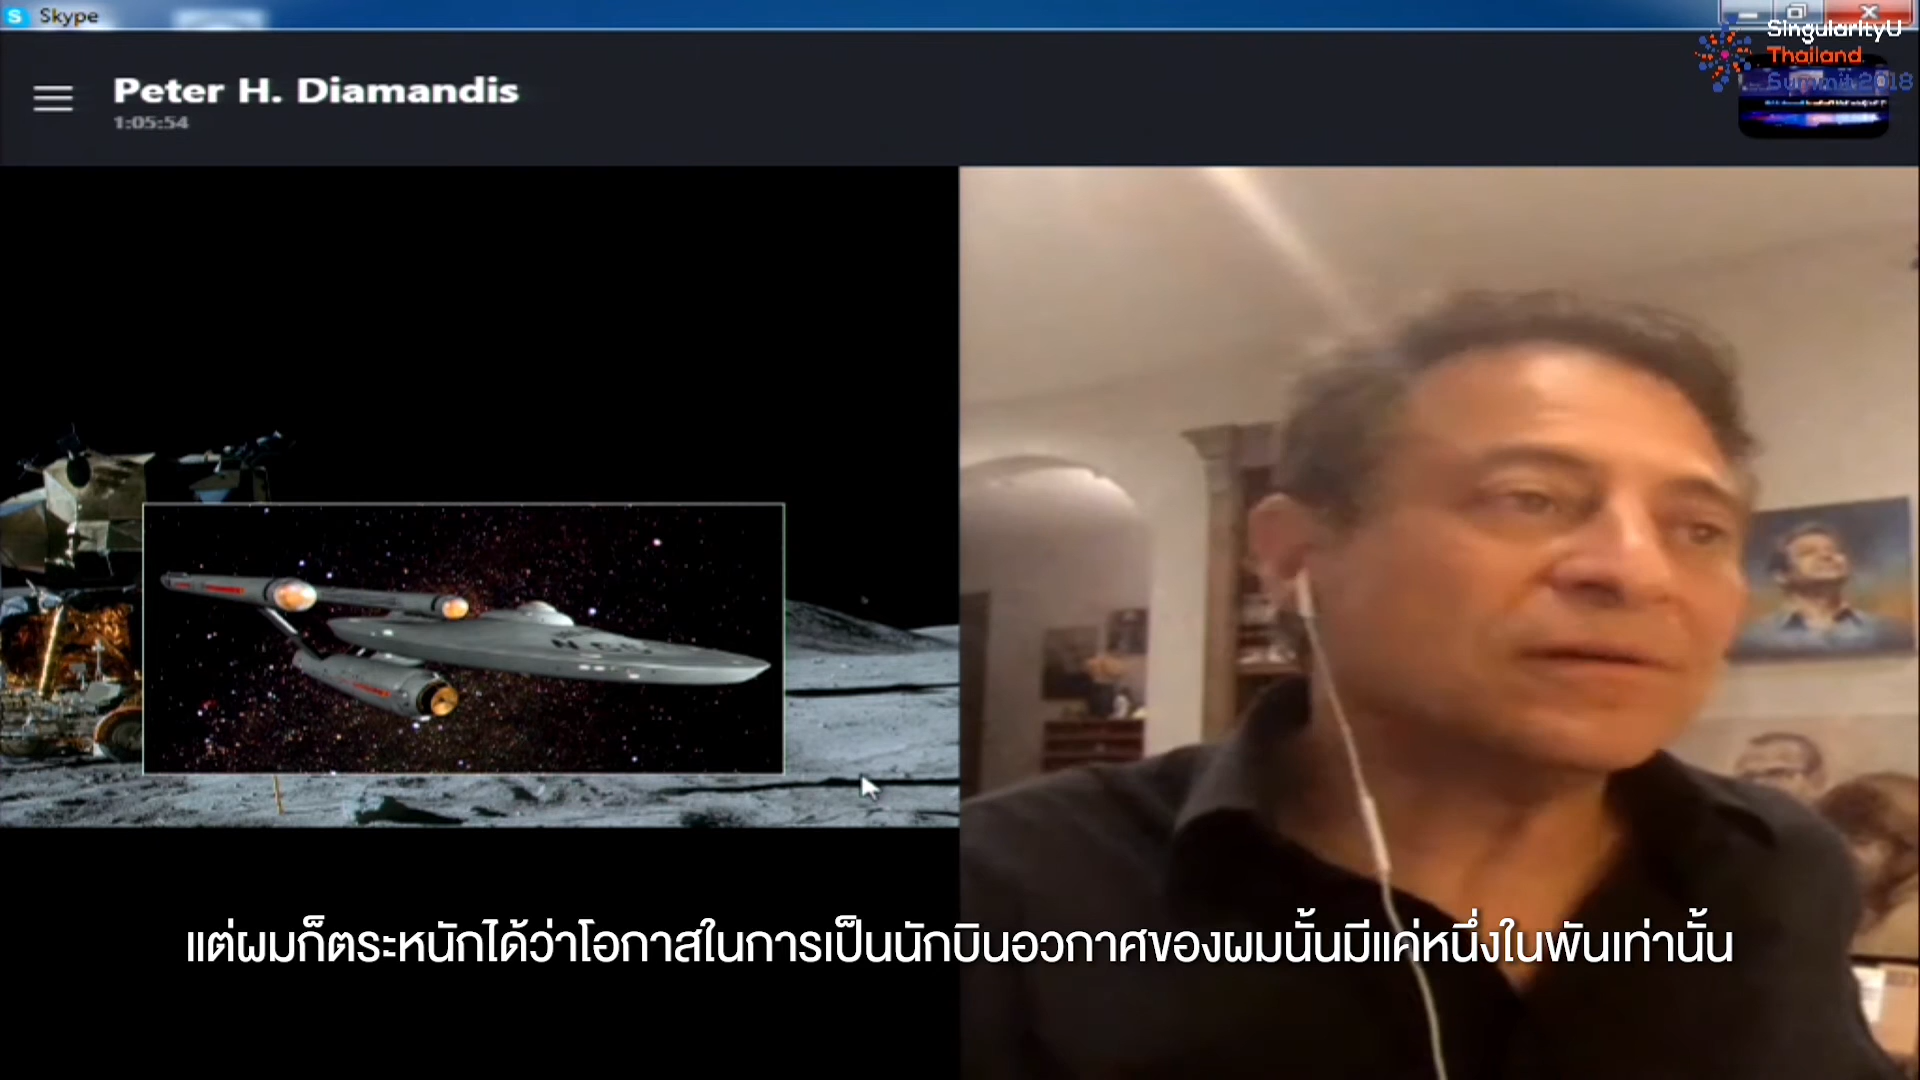 Skype
SingularityU
Thailand
Summit 2018
Peter H. Diamandis
1:05:54
แต่ผมก็ตระหนักได้ว่าโอกาสในการเป็นนักบินอวกาศของผมนั้นมีแค่หนึ่งในพันเท่านั้น